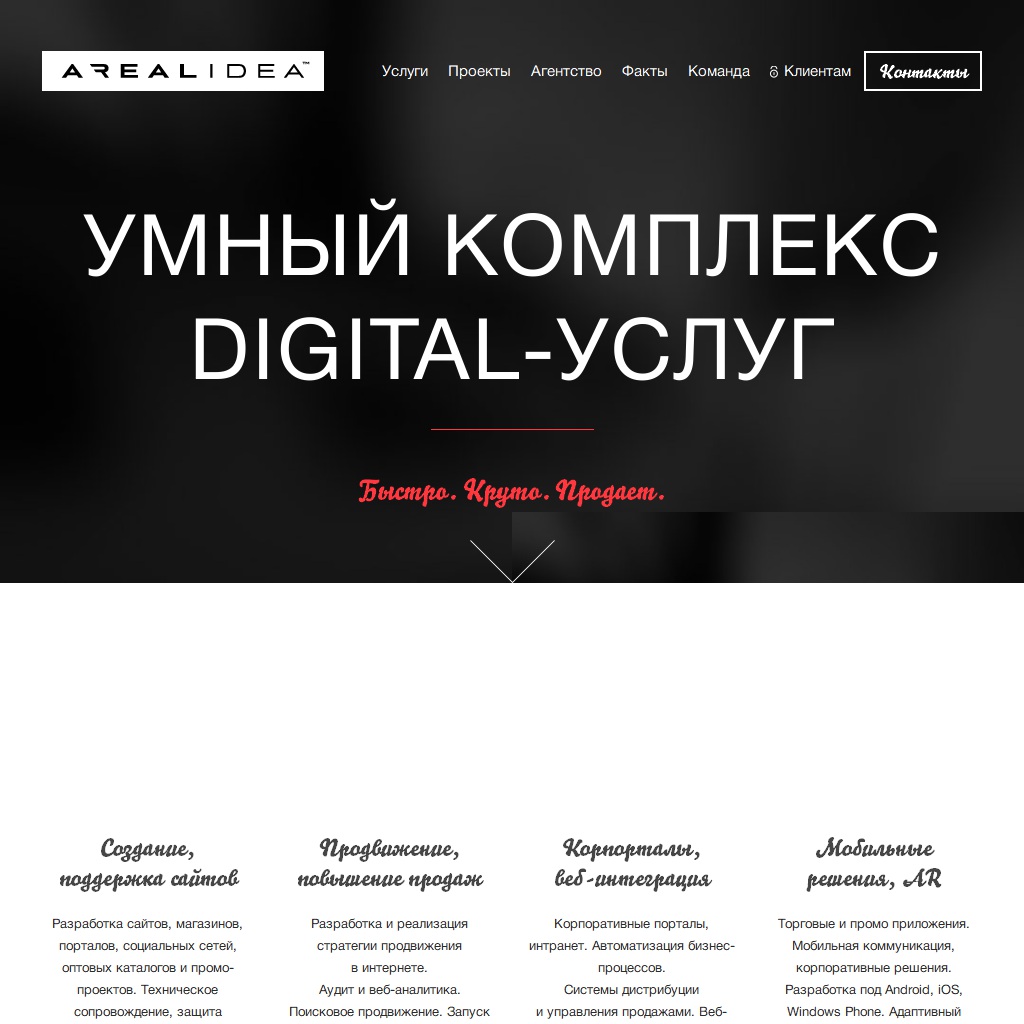 AREALIDEA™
Услуги Проекты Агентство Факты Команда Клиентам Контакты
УМНЫЙ КОМПЛЕКС
DIGITAL-УСЛУГ
Быстро. Круто. Продает.
Создание,
поддержка сайтов
Разработка сайтов, магазинов,
порталов, социальных сетей,
оптовых каталогов и промо-
проектов. Техническое
сопровождение, защита
Продвижение,
повышение продаж
Разработка и реализация
стратегии продвижения
в интернете.
Аудит и веб-аналитика.
Поисковое продвижение. Запуск
Корпорталы,
веб-интеграция
Корпоративные порталы,
интранет. Автоматизация бизнес-
процессов.
Системы дистрибуции
и управления продажами. Веб-
Мобильные
решения, AR
Торговые и промо приложения.
Мобильная коммуникация,
корпоративные решения.
Разработка под Android, iOS,
Windows Phone. Адаптивный